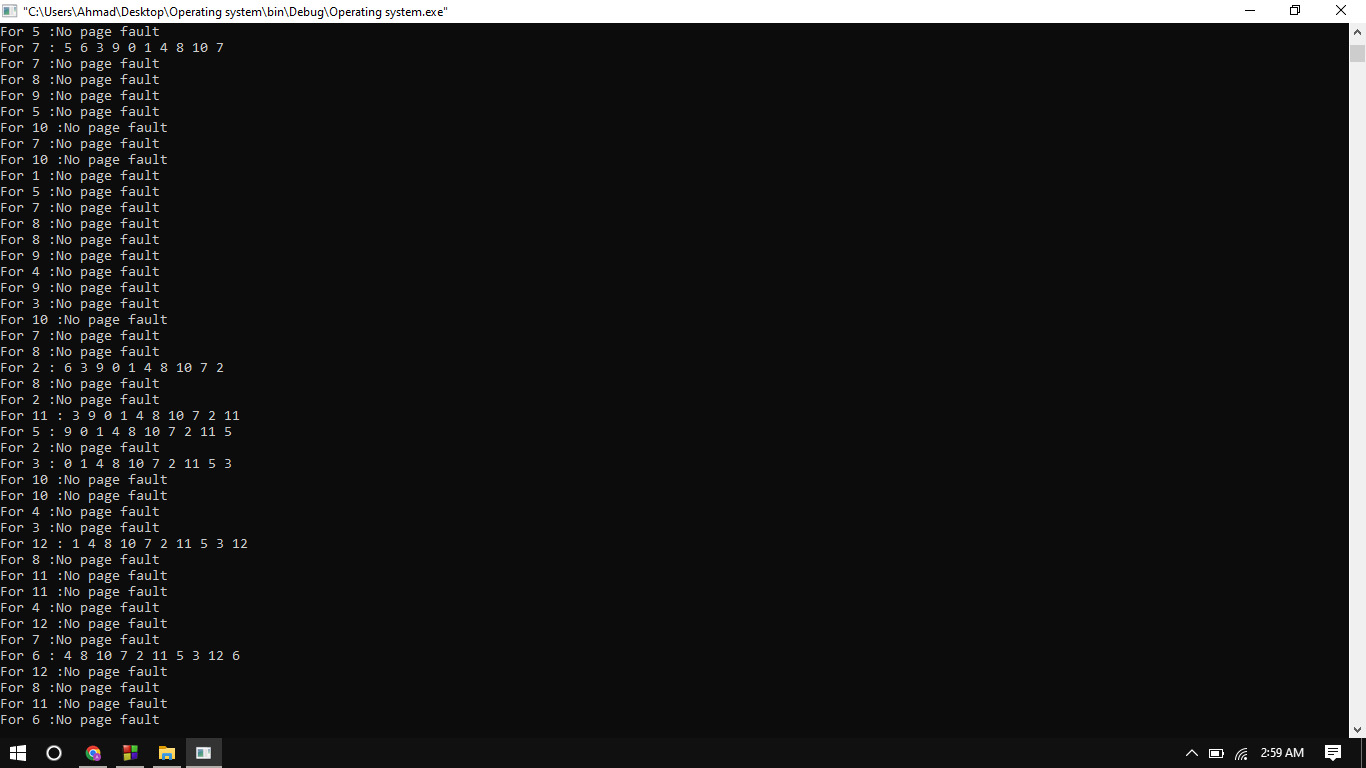 "C:\Users\Ahmad\Desktop\Operating system\bin\Debug\Operating system.exe"
For 5 :No page fault
For 7 : 5 6 3 9 0 1 4 8 10 7
For 7 :No page fault
For 8 :No page fault
For 9 :No page fault
For 5 :No page fault
For 10 :No page fault
For 7 :No page fault
For 10 :No page fault
For 1 :No page fault
For 5 :No page fault
For 7 :No page fault
For 8 :No page fault
For 8 :No page fault
For 9 :No page fault
For 4 :No page fault
For 9 :No page fault
For 3 :No page fault
For 10 :No page fault
For 7 :No page fault
For 8 :No page fault
For 2 : 6 3 9 0 1 4 8 10 7 2
For 8 :No page fault
For 2 :No page fault
For 11 : 3 9 0 1 4 8 10 7 2 11
For 5 : 9 0 1 4 8 10 7 2 11 5
For 2 :No page fault
For 3 : 0 1 4 8 10 7 2 11 5 3
For 10 :No page fault
For 10 :No page fault
For 4 :No page fault
For 3 :No page fault
For 12 : 1 4 8 10 7 2 11 5 3 12
For 8 :No page fault
For 11 :No page fault
For 11 :No page fault
For 4 :No page fault
For 12 :No page fault
For 7 :No page fault
For 6 : 4 8 10 7 2 11 5 3 12 6
For 12 :No page fault
For 8 :No page fault
For 11 :No page fault
For 6 :No page fault
2:59 AM